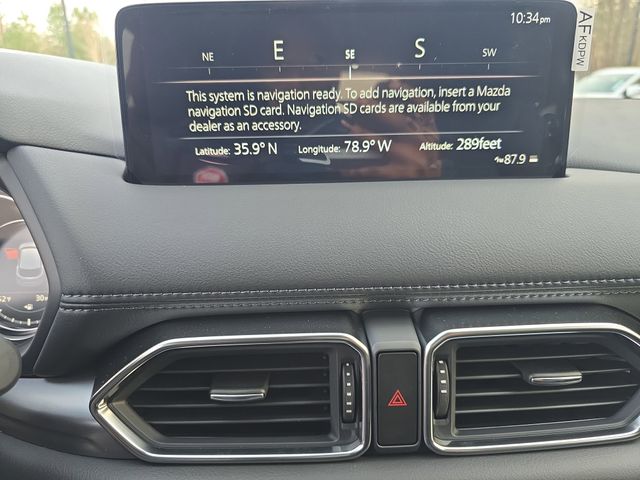 10:34pm
AFKDPW
NE E SE S SW
This system is navigation ready. To add navigation, insert a Mazda
navigation SD card. Navigation SD cards are available from your
dealer as an accessory.
Latitude: 35.9° N Longitude: 78.9° W Altitude: 289feet
FM 87.9